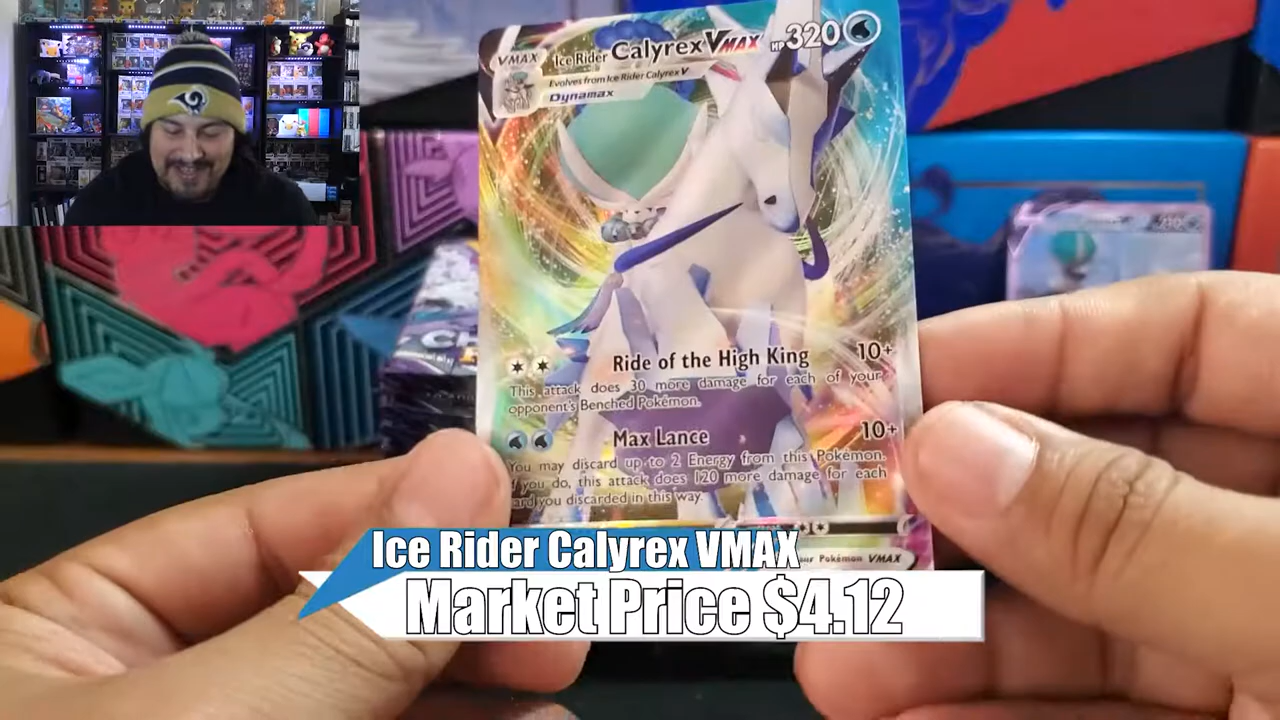 VMAX Ice Rider Calyrex VMAX HP 320
Evolves from Ice Rider Calyrex V
Dynamax
Ride of the High King 10+
This attack does 30 more damage for each of your
opponent's Benched Pokémon.
Max Lance 10+
You may discard up to 2 Energy from this Pokémon.
If you do, this attack does 120 more damage for each
card you discarded in this way.
Pokémon VMAX
Ice Rider Calyrex VMAX
Market Price $4.12
210